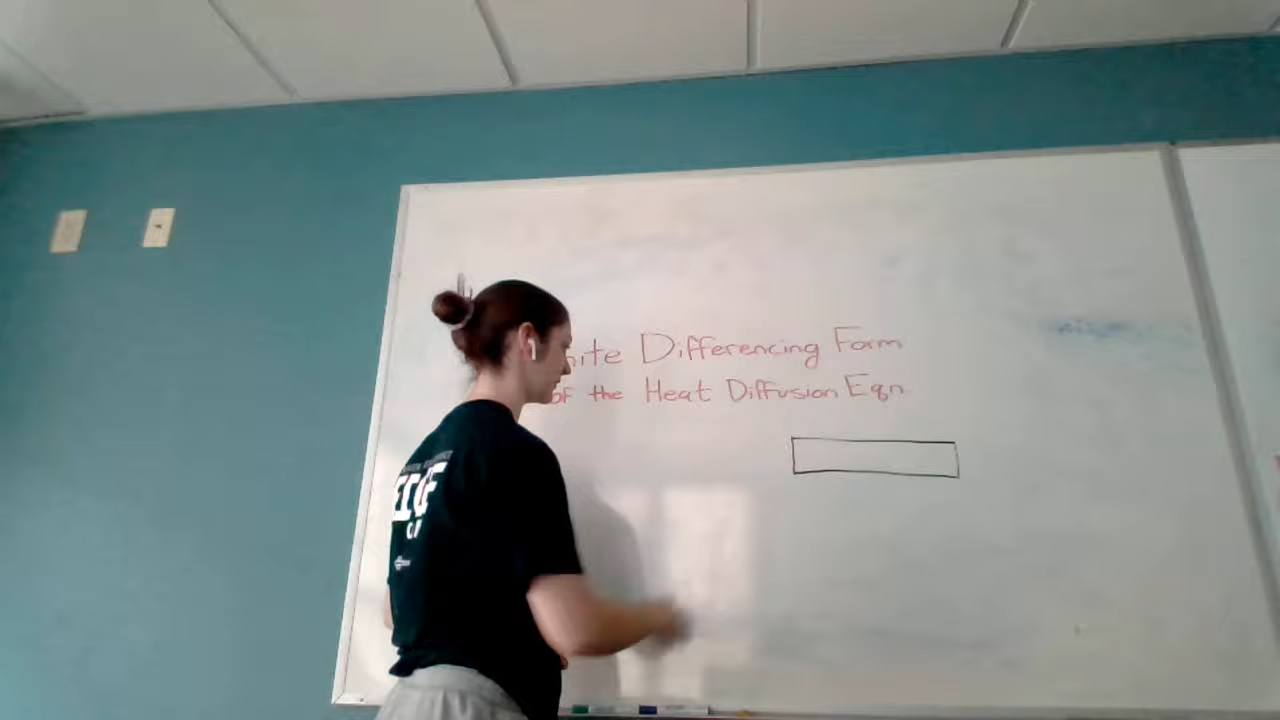 nite Differencing Form
of the Heat Diffusion Eqn